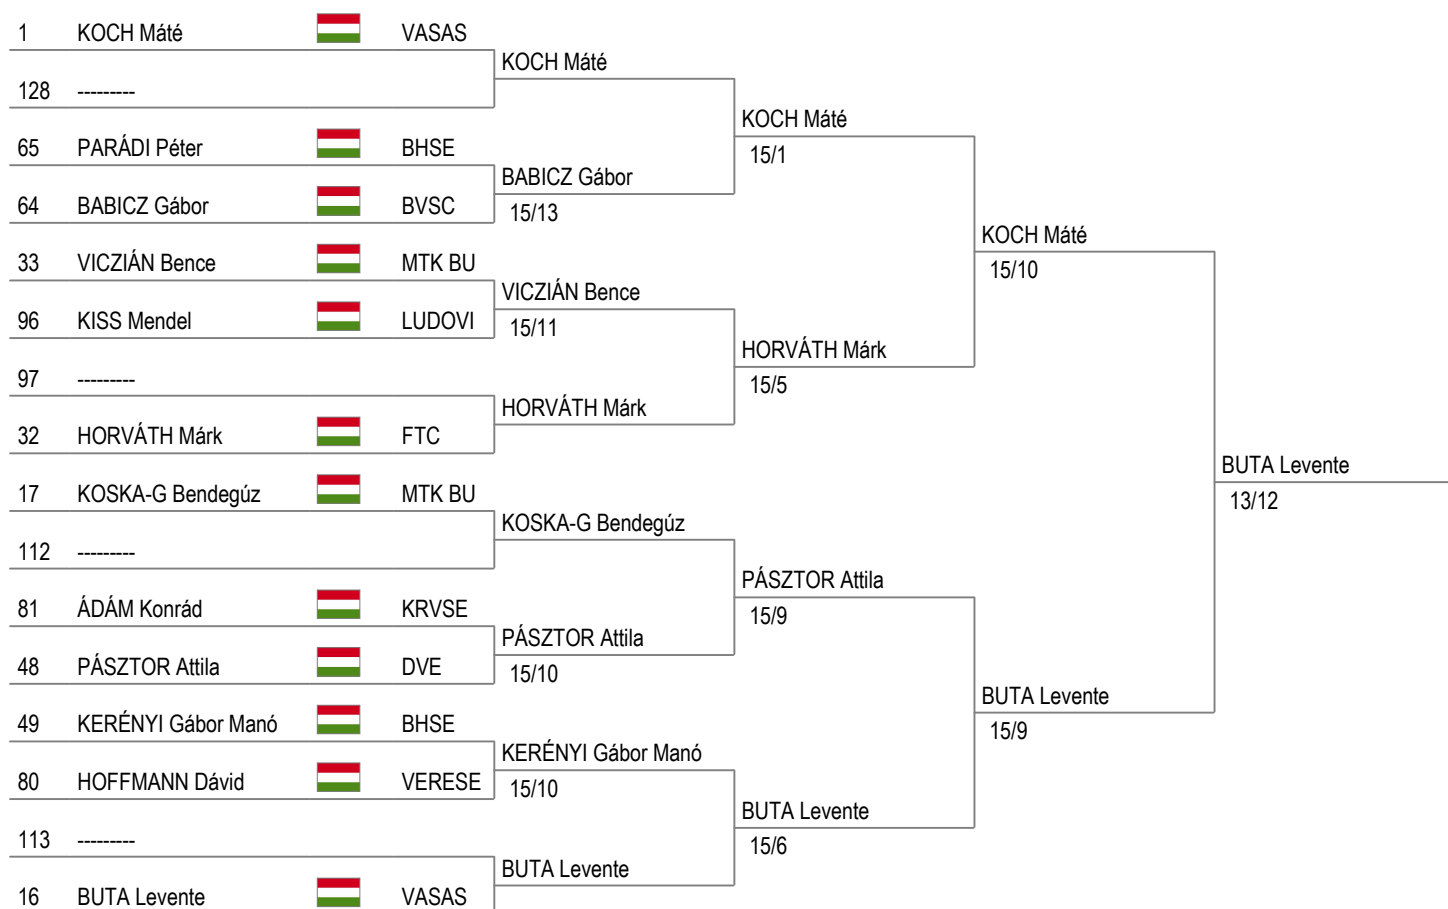 1 KOCH Máté VASAS
KOCH Máté
128 ---------
KOCH Máté
15/1
65 PARÁDI Péter BHSE
BABICZ Gábor
15/13
64 BABICZ Gábor BVSC
KOCH Máté
15/10
33 VICZIÁN Bence MTK BU
VICZIÁN Bence
15/11
96 KISS Mendel LUDOVI
HORVÁTH Márk
15/5
97 ---------
HORVÁTH Márk
32 HORVÁTH Márk FTC
BUTA Levente
13/12
17 KOSKA-G Bendegúz MTK BU
KOSKA-G Bendegúz
112 ---------
PÁSZTOR Attila
15/9
81 ÁDÁM Konrád KRVSE
PÁSZTOR Attila
15/10
48 PÁSZTOR Attila DVE
BUTA Levente
15/9
49 KERÉNYI Gábor Manó BHSE
KERÉNYI Gábor Manó
15/10
80 HOFFMANN Dávid VERESE
BUTA Levente
15/6
113 ---------
BUTA Levente
16 BUTA Levente VASAS